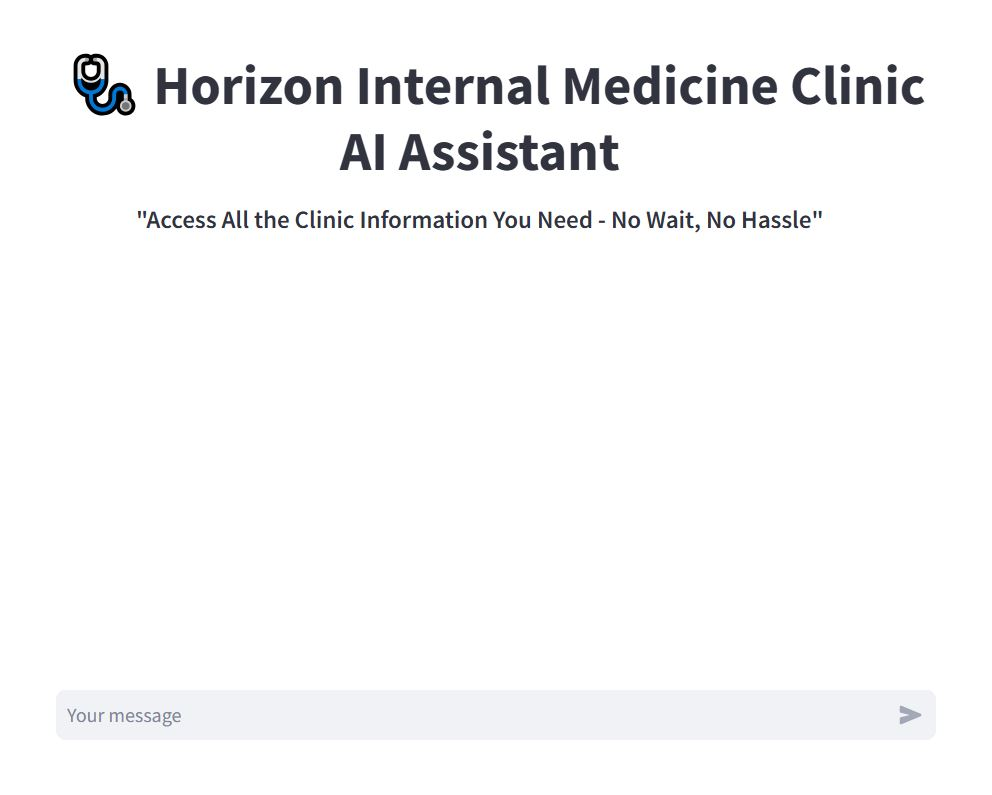 Horizon Internal Medicine Clinic
AI Assistant
"Access All the Clinic Information You Need - No Wait, No Hassle"
Your message